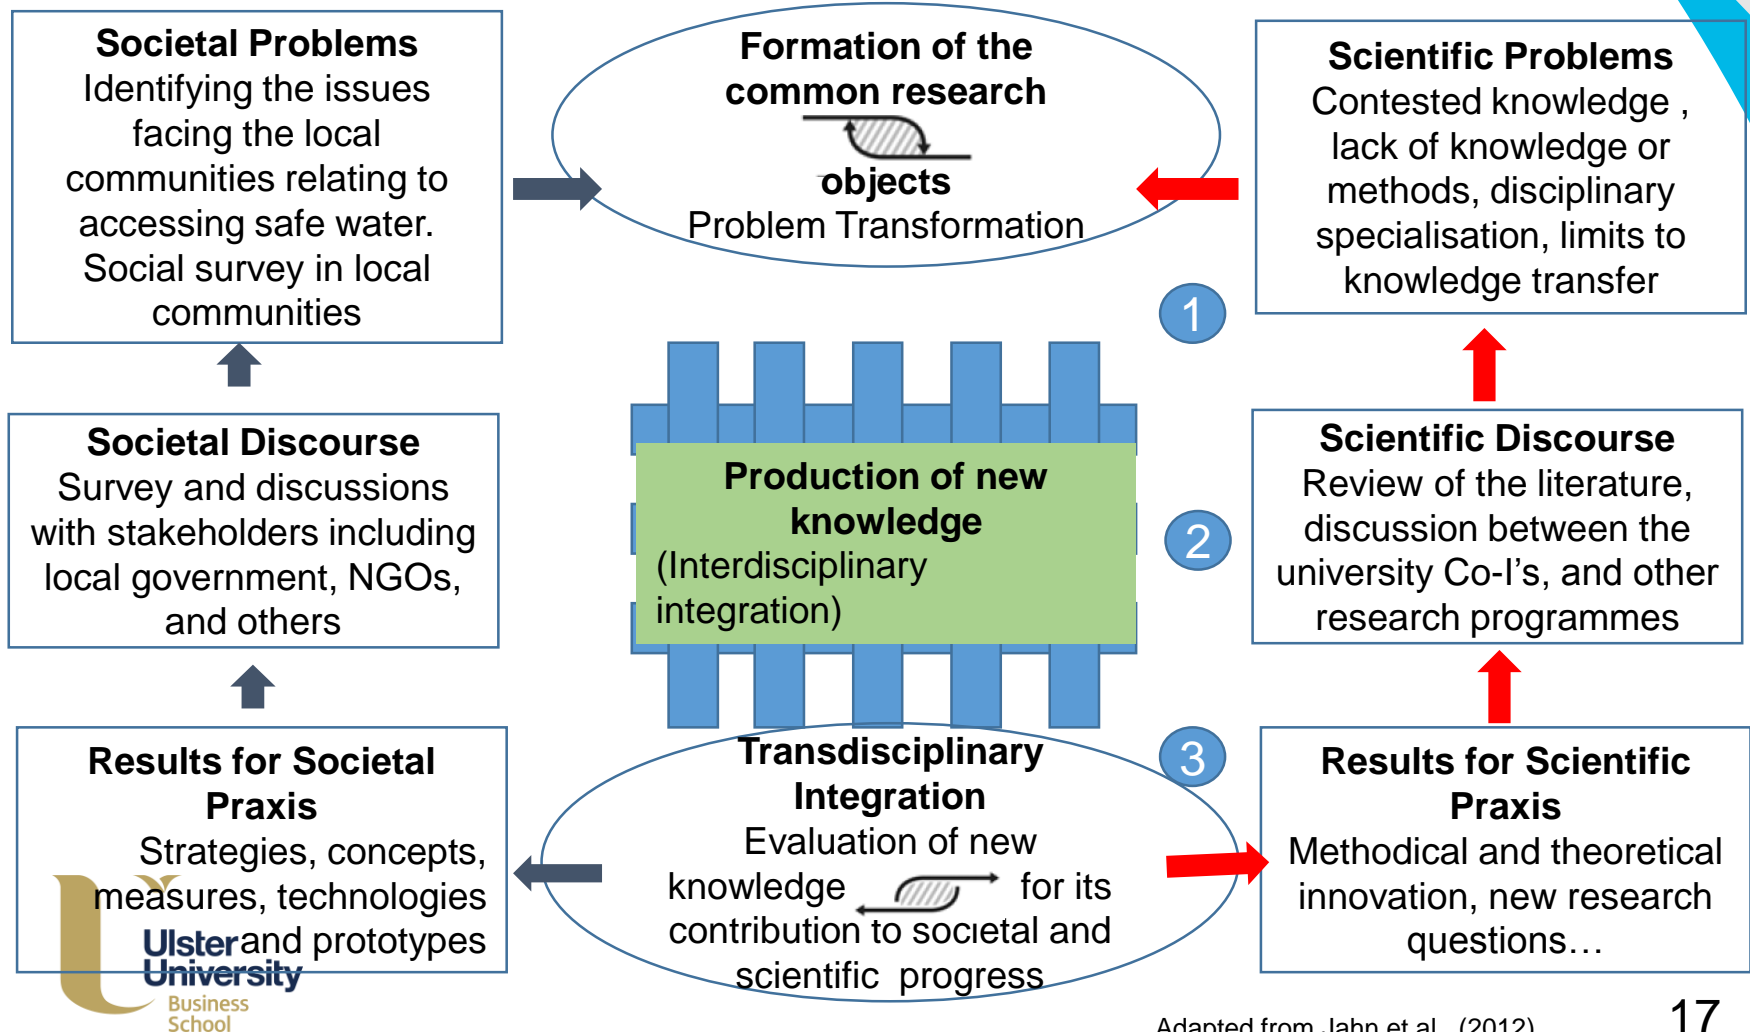 Societal Problems
Identifying the issues
facing the local
communities relating to
accessing safe water.
Social survey in local
communities
Formation of the
common research
objects
Problem Transformation
Scientific Problems
Contested knowledge ,
lack of knowledge or
methods, disciplinary
specialisation, limits to
knowledge transfer
1
Societal Discourse
Survey and discussions
with stakeholders including
local government, NGOs,
and others
Production of new
knowledge
(Interdisciplinary
integration)
2
Scientific Discourse
Review of the literature,
discussion between the
university Co-I's, and other
research programmes
Results for Societal
Praxis
Strategies, concepts,
measures, technologies
and prototypes
Transdisciplinary
Integration
Evaluation of new
knowledge for its
contribution to societal and
scientific progress
3
Results for Scientific
Praxis
Methodical and theoretical
innovation, new research
questions…
Ulster
University
Business
School
Adapted from Jahn et al., (2012)
17